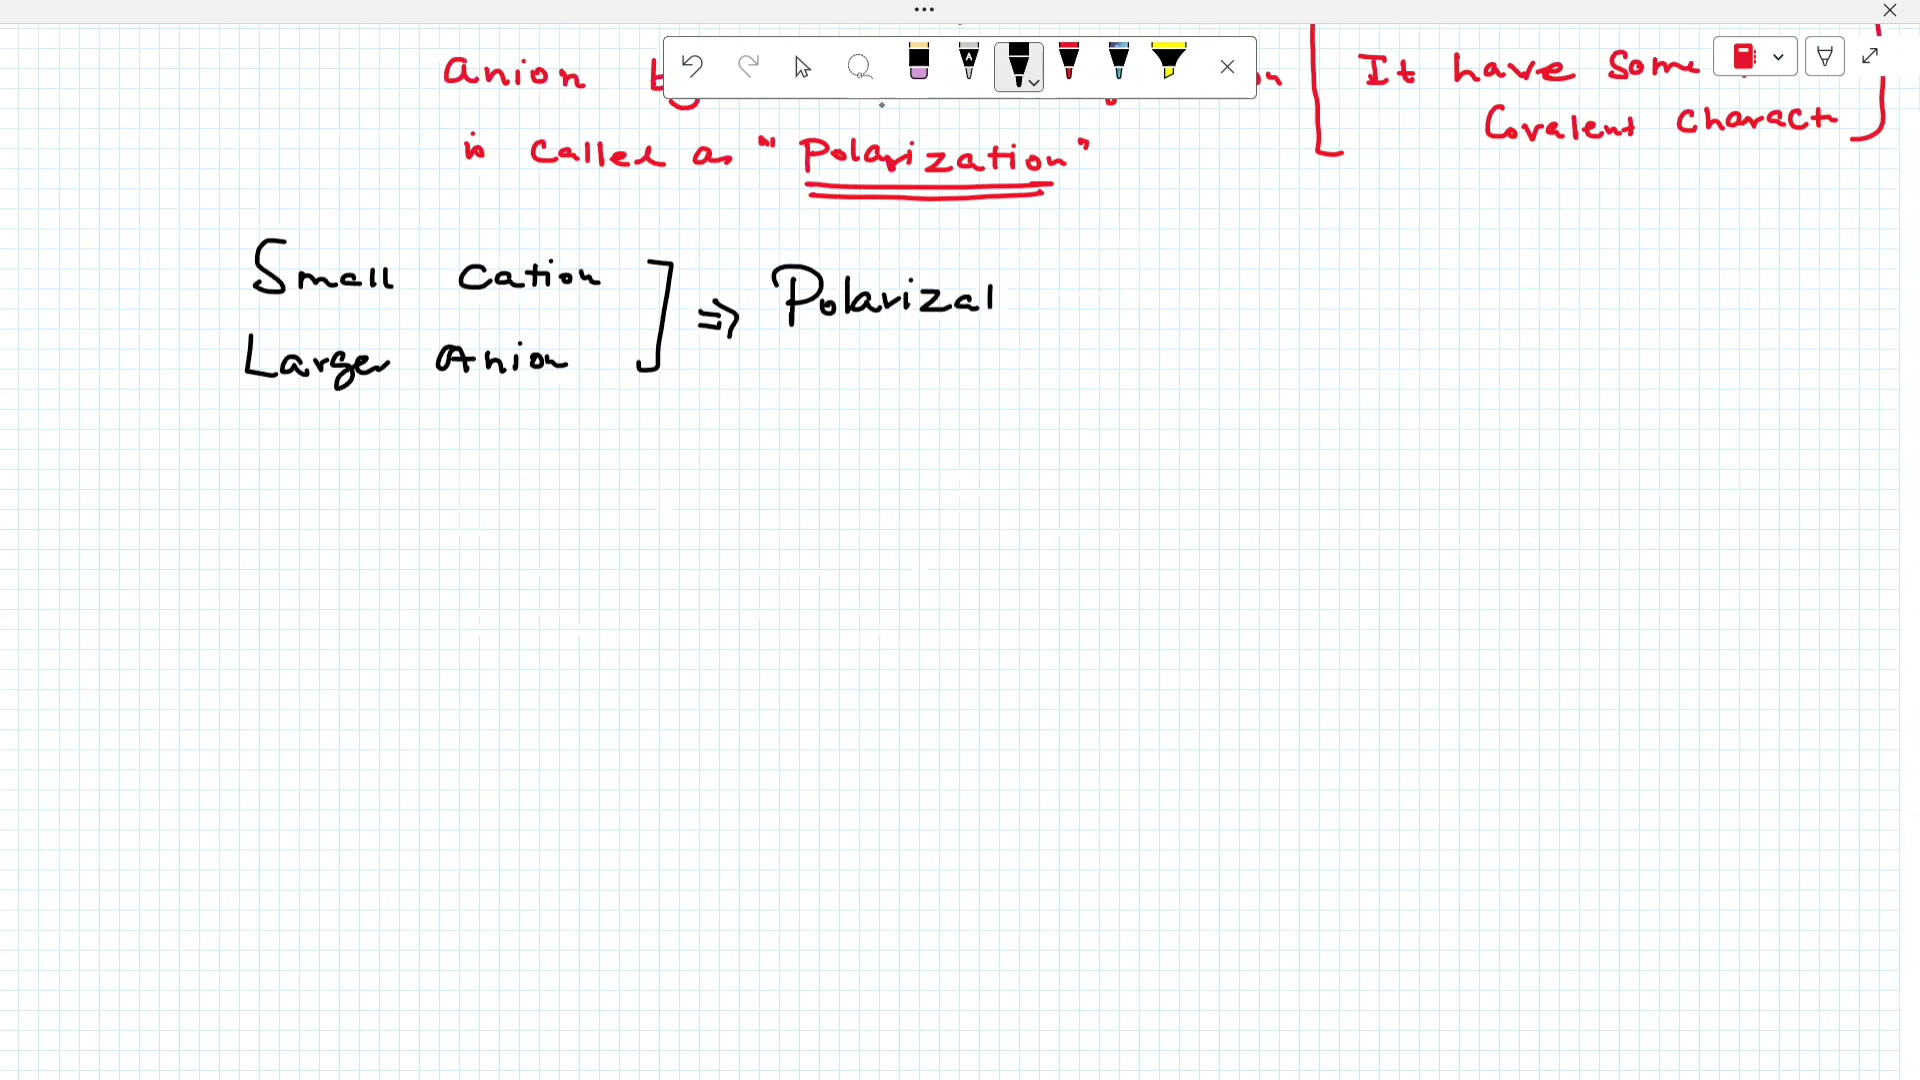 anion
It have some
Covalent charact
is called as "Polarization"
Small cation
Larger Anion
⇒ Polarizal